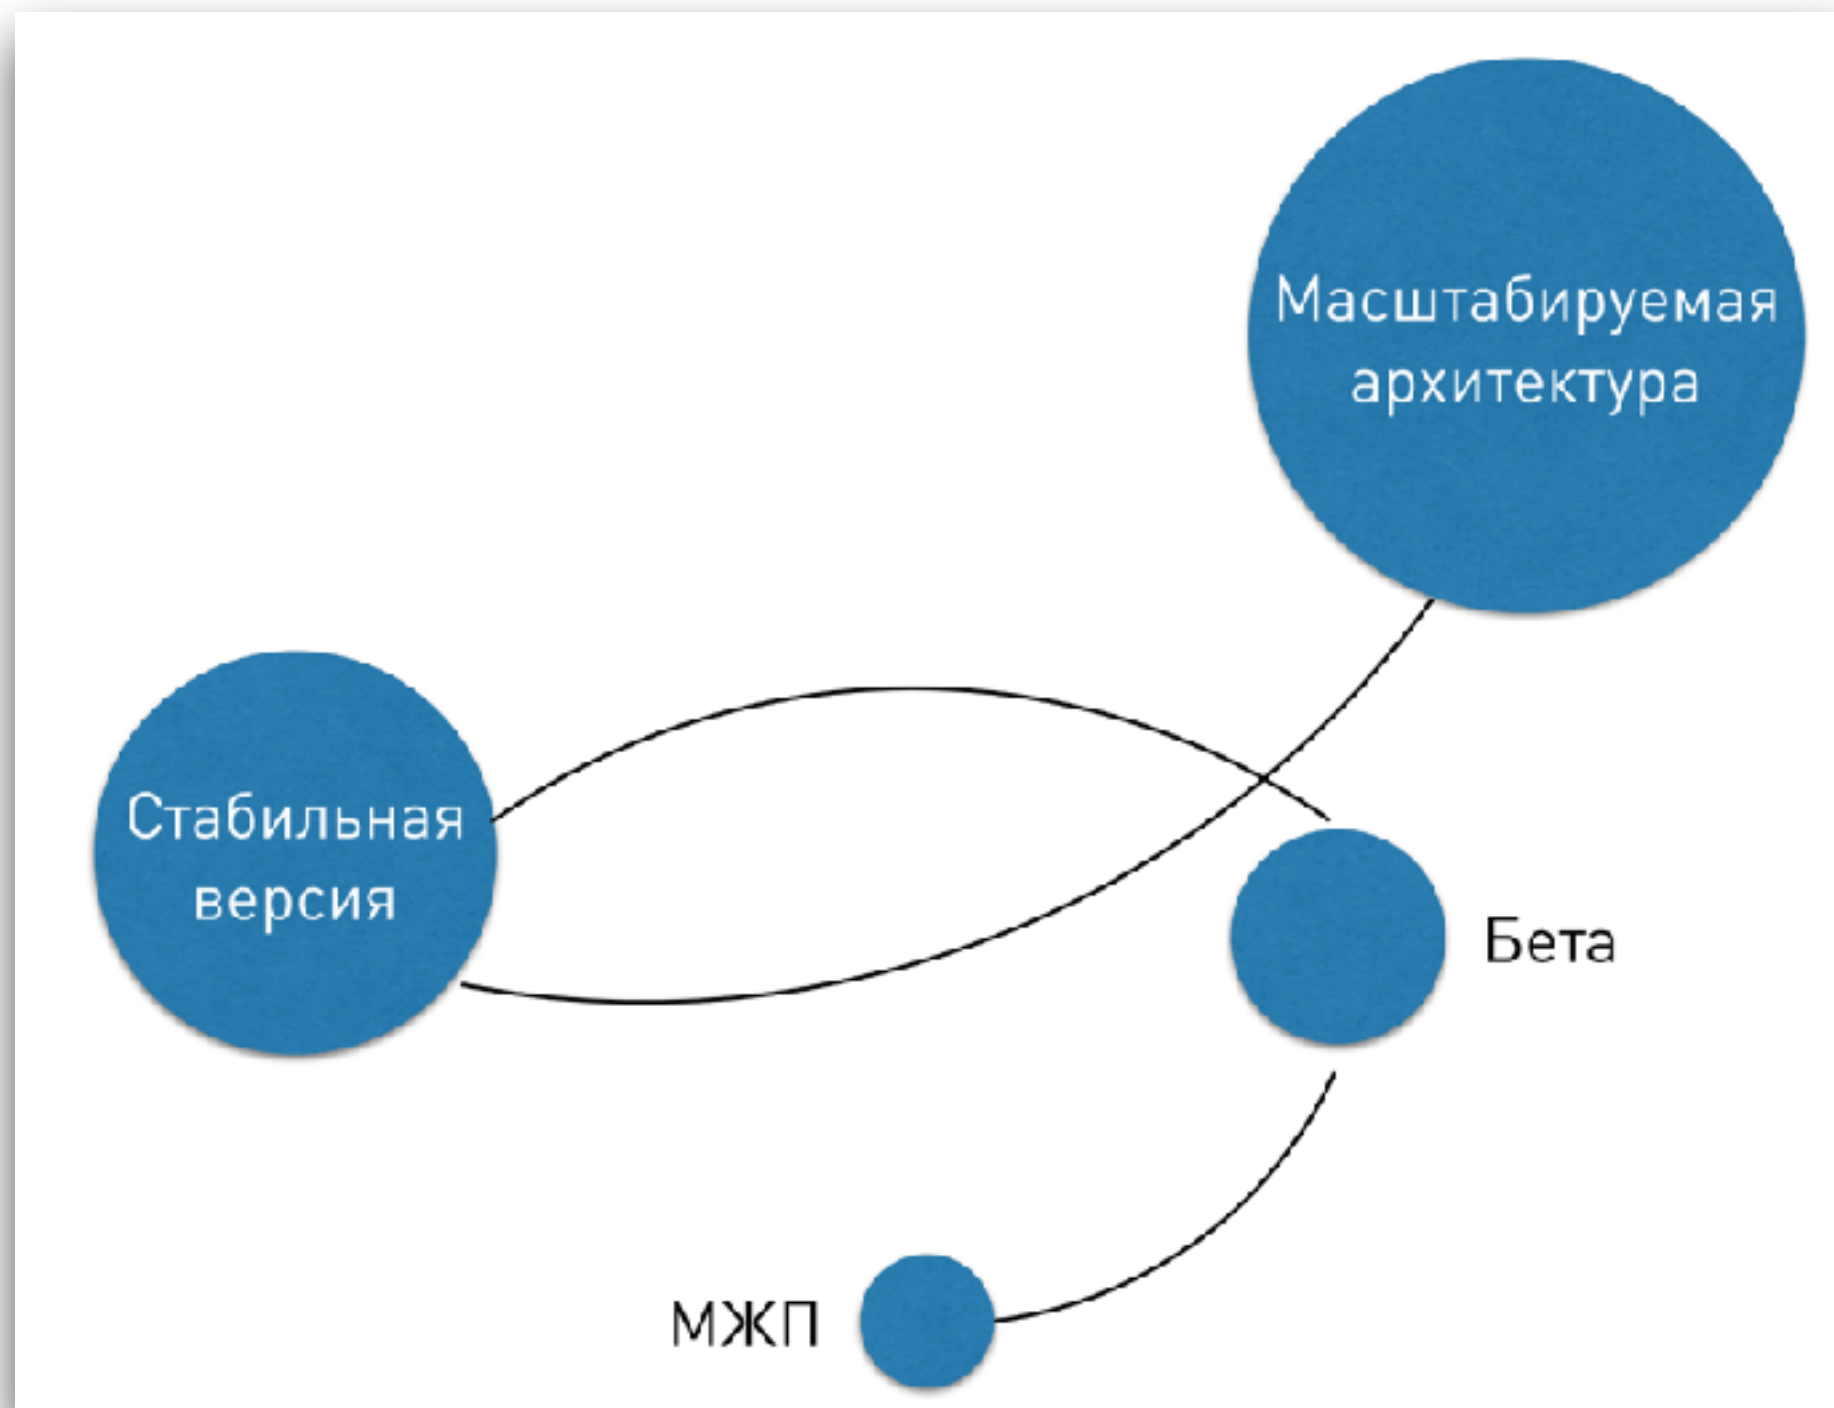 Масштабируемая
архитектура
Стабильная
версия
Бета
МЖП